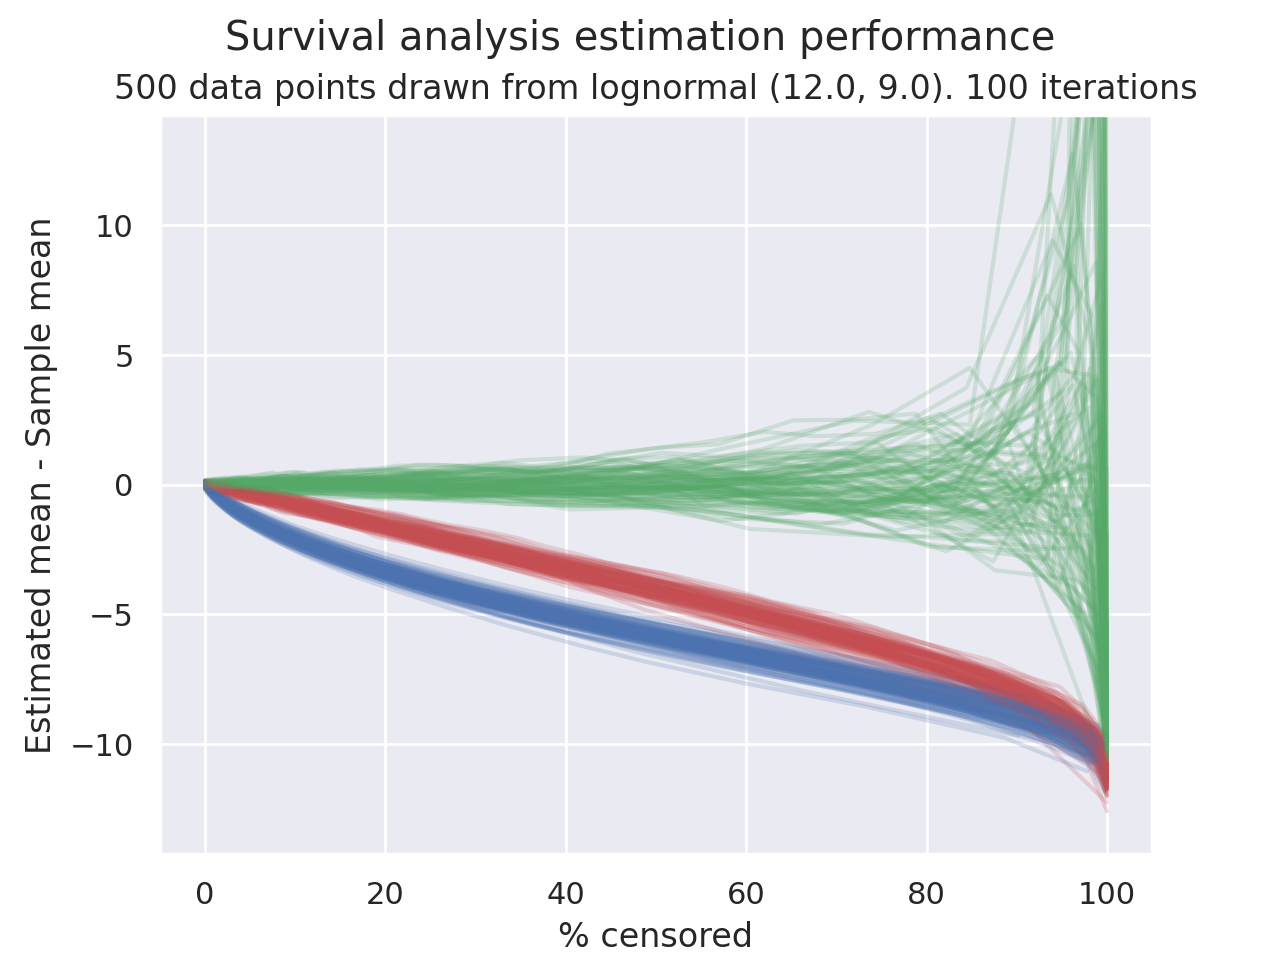 Survival analysis estimation performance
500 data points drawn from lognormal (12.0, 9.0). 100 iterations
Estimated mean - Sample mean
10
5
0
−5
−10
0 20 40 60 80 100
% censored